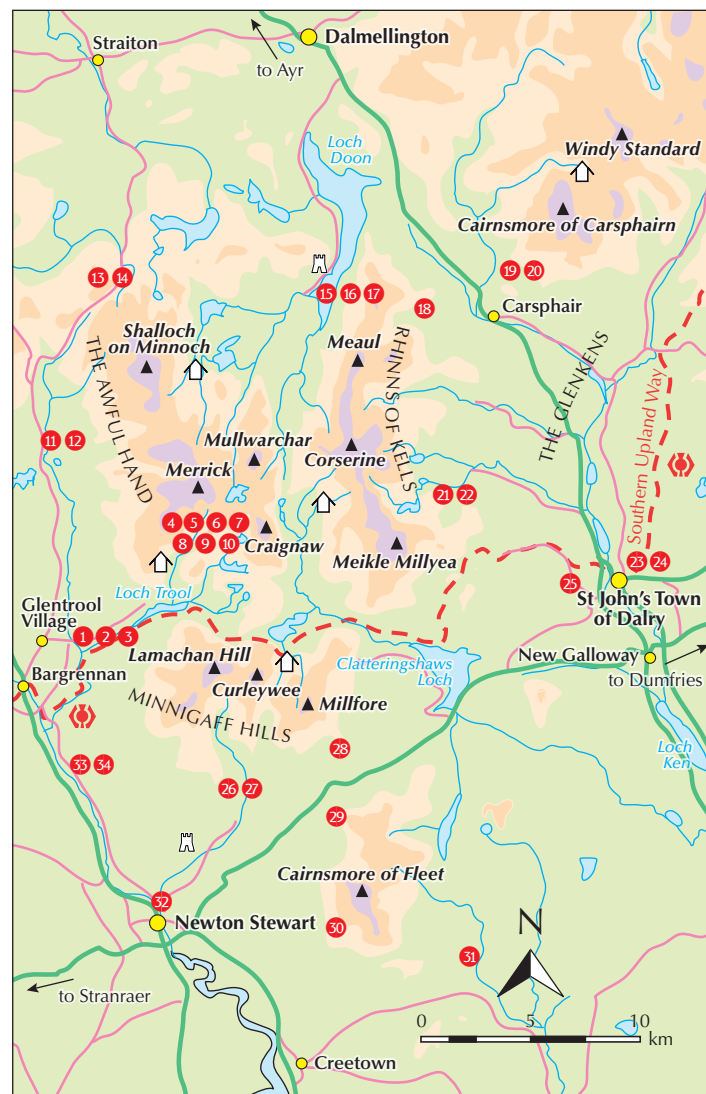 Straiton
Dalmellington
to Ayr
Loch
Doon
Windy Standard
Cairnsmore of Carsphairn
19 20
13 14
15 16 17
18
Carsphair
Shalloch
on Minnoch
Meaul
RHINNS OF KELLS
THE AWFUL HAND
THE GLENKENS
Southern Upland Way
11 12
Mullwarchar
Corserine
Merrick
21 22
4 5 6 7
8 9 10
Craignaw
Meikle Millyea
23 24
25
St John's Town
of Dalry
Loch Trool
Glentrool
Village
1 2 3
Lamachan Hill
Clatteringshaws
Loch
New Galloway
to Dumfries
Bargrennan
Curleywee
Millfore
MINNIGAFF HILLS
Loch
Ken
28
33 34
26 27
29
Cairnsmore of Fleet
32
Newton Stewart
30
N
31
to Stranraer
0 5 10
km
Creetown